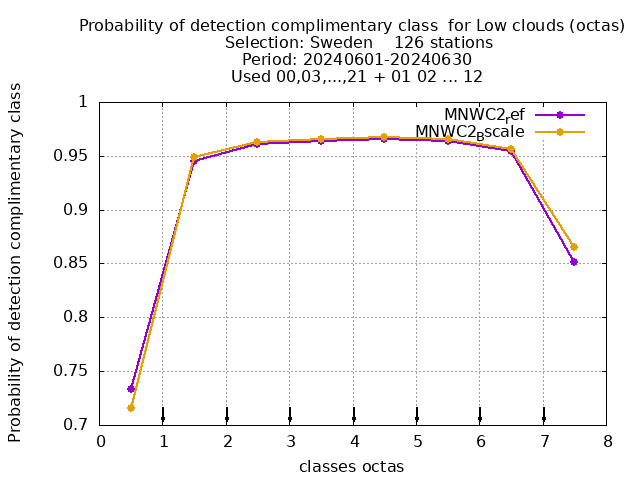 Probability of detection complimentary class  for Low clouds (octas)
Selection: Sweden    126 stations
Period: 20240601-20240630
Used 00,03,...,21 + 01 02 ... 12
MNWC2ref
MNWC2Bscale
1
0.95
0.9
0.85
0.8
0.75
0.7
0 1 2 3 4 5 6 7 8
classes octas
Probability of detection complimentary class